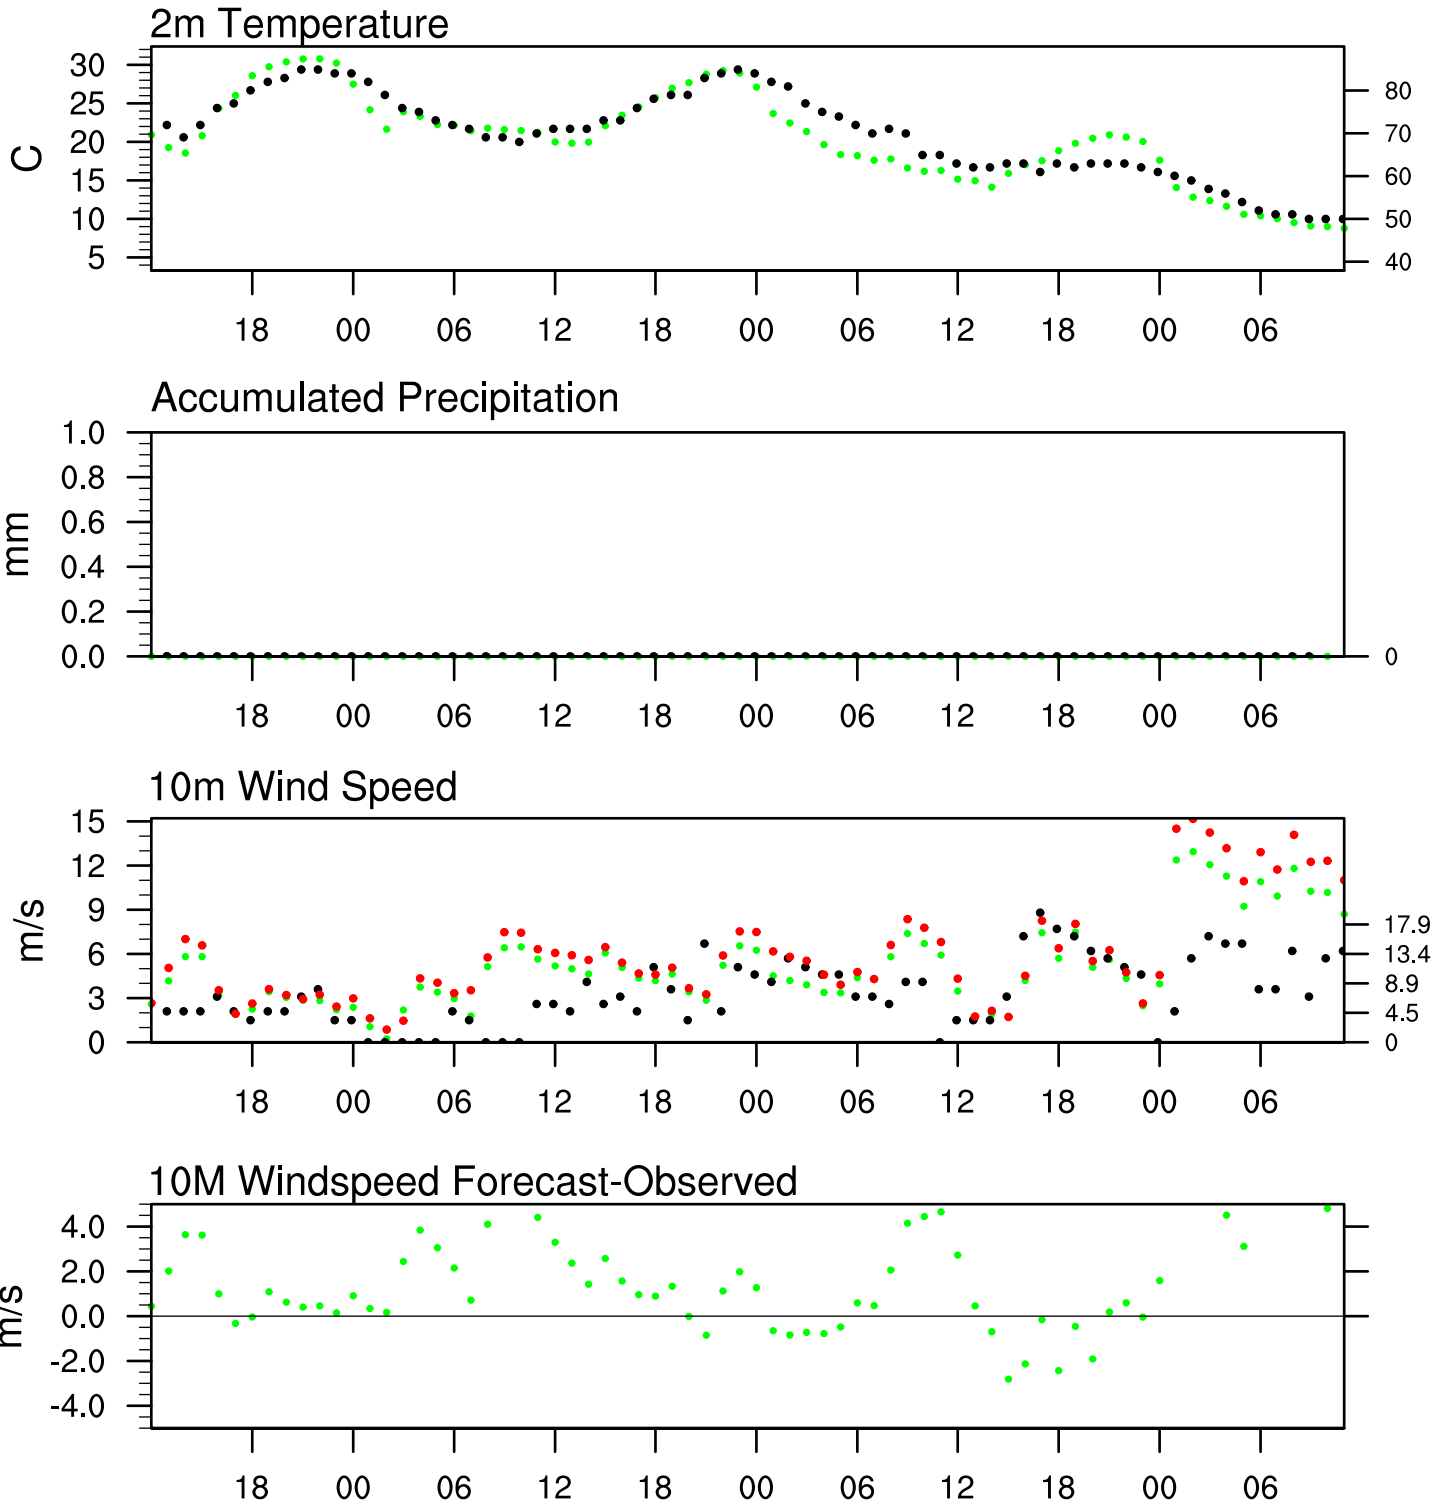 2m Temperature
30
25
20
15
10
5
C
80
70
60
50
40
18 00 06 12 18 00 06 12 18 00 06
Accumulated Precipitation
1.0
0.8
0.6
0.4
0.2
0.0
mm
0
18 00 06 12 18 00 06 12 18 00 06
10m Wind Speed
15
12
9
6
3
0
m/s
17.9
13.4
8.9
4.5
0
18 00 06 12 18 00 06 12 18 00 06
10M Windspeed Forecast-Observed
4.0
2.0
0.0
-2.0
-4.0
m/s
18 00 06 12 18 00 06 12 18 00 06